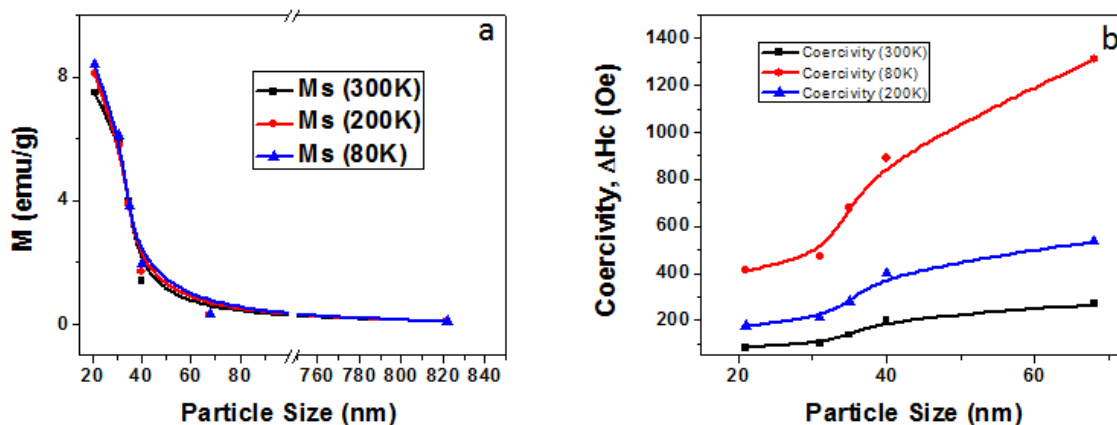 a
8
4
0
M (emu/g)
Ms (300K)
Ms (200K)
Ms (80K)
20 40 60 80 760 780 800 820 840
Particle Size (nm)
b
1400
1200
1000
800
600
400
200
Coercivity, ΔHc (Oe)
Coercivity (300K)
Coercivity (80K)
Coercivity (200K)
20 40 60
Particle Size (nm)